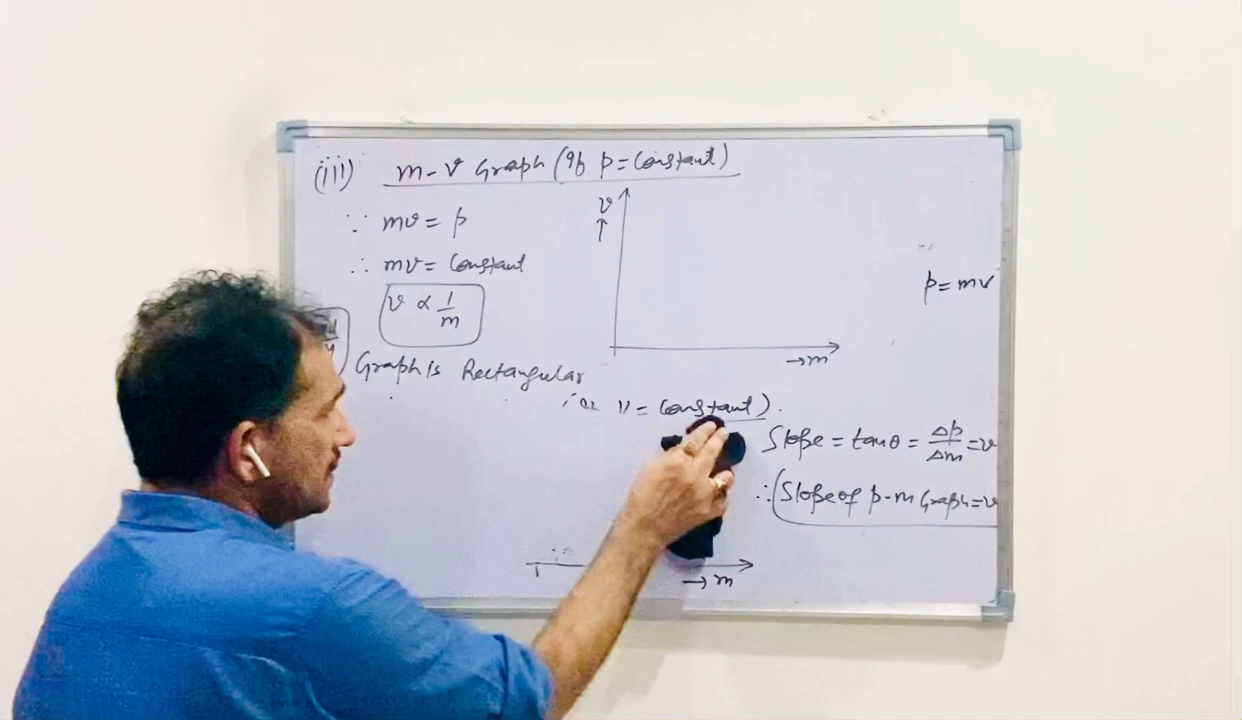 (iii) m-v Graph (If p = Constant)
∵ mv = p
∴ mv = Constant
v ∝ 1/m
Graph is Rectangular
v
↑
→ m
p = mv
v = Constant).
Slope = tanθ = Δp/Δm = v
∴ Slope of p-m Graph = v
→ m